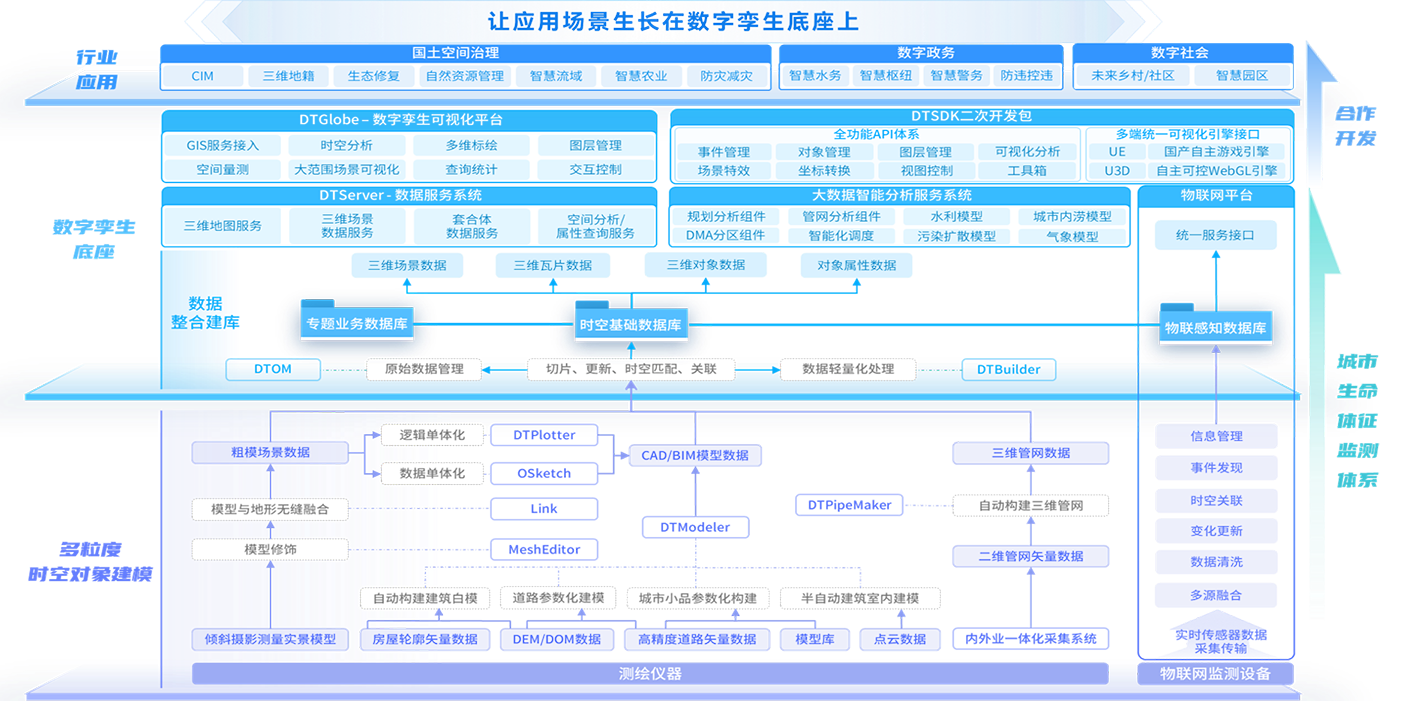 让应用场景生长在数字孪生底座上
行业
应用
国土空间治理
CIM
三维地籍
生态修复
自然资源管理
智慧流域
智慧农业
防灾减灾
数字政务
智慧水务
智慧枢纽
智慧警务
防违控违
数字社会
未来乡村/社区
智慧园区
合作
开发
数字孪生
底座
DTGlobe – 数字孪生可视化平台
GIS服务接入
时空分析
多维标绘
图层管理
空间量测
大范围场景可视化
查询统计
交互控制
DTSDK二次开发包
全功能API体系
事件管理
对象管理
图层管理
可视化分析
场景特效
坐标转换
视图控制
工具箱
多端统一可视化引擎接口
UE
国产自主游戏引擎
U3D
自主可控WebGL引擎
DTServer - 数据服务系统
三维地图服务
三维场景
数据服务
套合体
数据服务
空间分析/
属性查询服务
大数据智能分析服务系统
规划分析组件
管网分析组件
水利模型
城市内涝模型
DMA分区组件
智能化调度
污染扩散模型
气象模型
物联网平台
统一服务接口
数据
整合建库
三维场景数据
三维瓦片数据
三维对象数据
对象属性数据
专题业务数据库
时空基础数据库
物联感知数据库
DTOM
原始数据管理
切片、更新、时空匹配、关联
数据轻量化处理
DTBuilder
城市
生命
体征
监测
体系
多粒度
时空对象建模
粗模场景数据
逻辑单体化
DTPlotter
数据单体化
OSketch
CAD/BIM模型数据
三维管网数据
模型与地形无缝融合
Link
DTModeler
DTPipeMaker
自动构建三维管网
模型修饰
MeshEditor
二维管网矢量数据
自动构建建筑白模
道路参数化建模
城市小品参数化构建
半自动建筑室内建模
倾斜摄影测量实景模型
房屋轮廓矢量数据
DEM/DOM数据
高精度道路矢量数据
模型库
点云数据
内外业一体化采集系统
测绘仪器
信息管理
事件发现
时空关联
变化更新
数据清洗
多源融合
实时传感器数据
采集传输
物联网监测设备